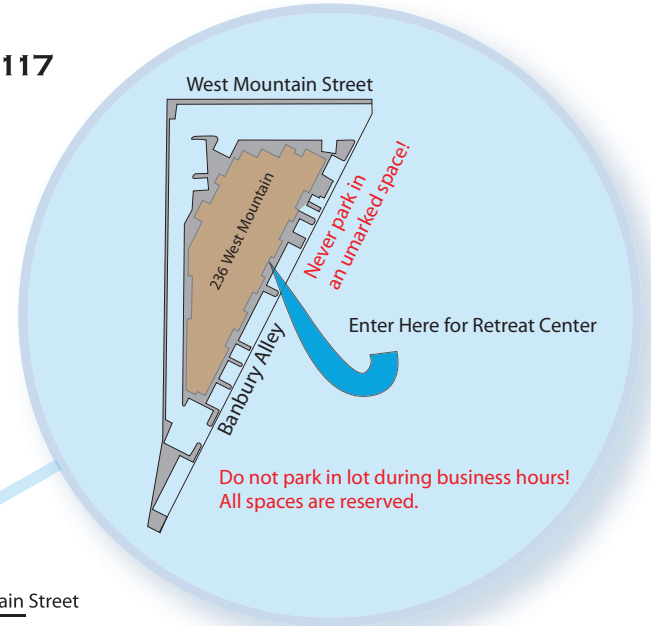 117
West Mountain Street
236 West Mountain
Never park in
an umarked space!
Enter Here for Retreat Center
Banbury Alley
Do not park in lot during business hours!
All spaces are reserved.
ain Street